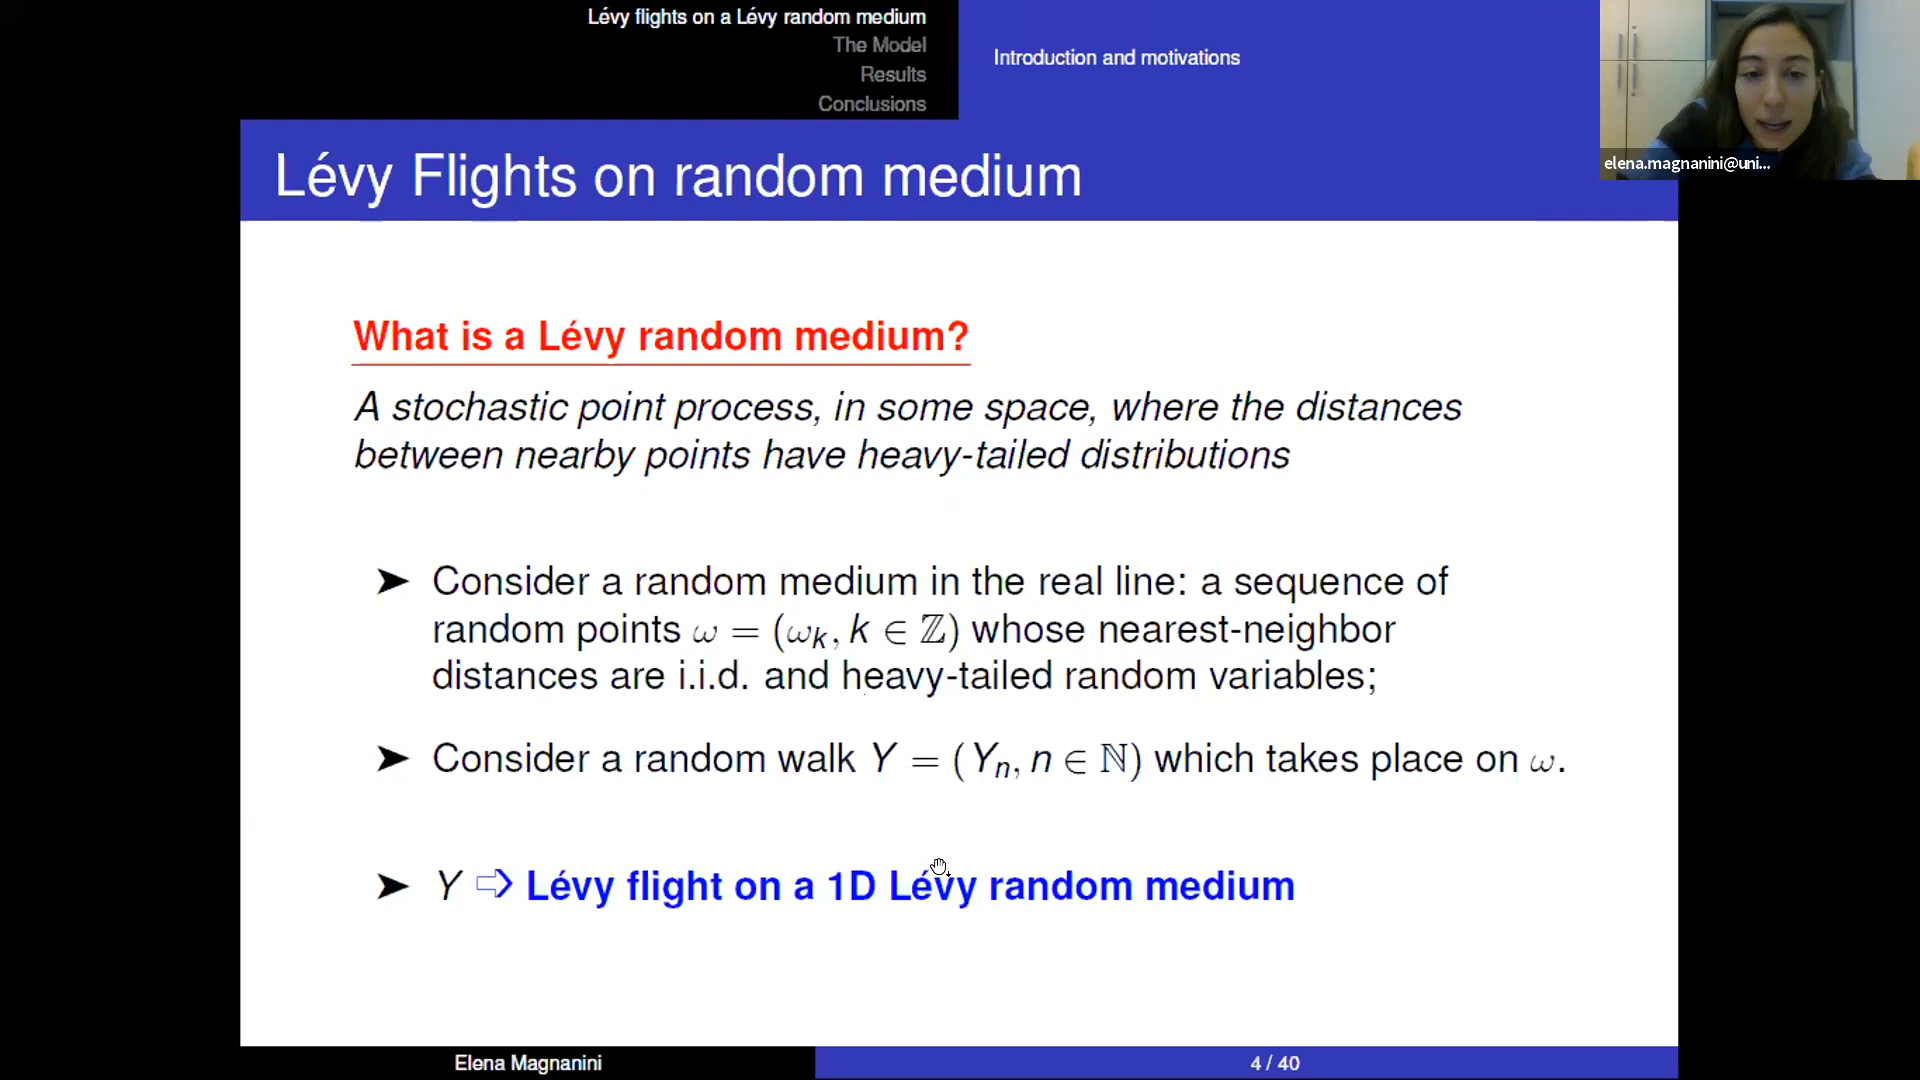 Lévy flights on a Lévy random medium
The Model
Results
Conclusions
Introduction and motivations
elena.magnanini@uni...
Lévy Flights on random medium
What is a Lévy random medium?
A stochastic point process, in some space, where the distances
between nearby points have heavy-tailed distributions
➤ Consider a random medium in the real line: a sequence of
random points ω = (ωₖ, k ∈ ℤ) whose nearest-neighbor
distances are i.i.d. and heavy-tailed random variables;
➤ Consider a random walk Y = (Yₙ, n ∈ ℕ) which takes place on ω.
➤ Y ⇨ Lévy flight on a 1D Lévy random medium
Elena Magnanini
4 / 40